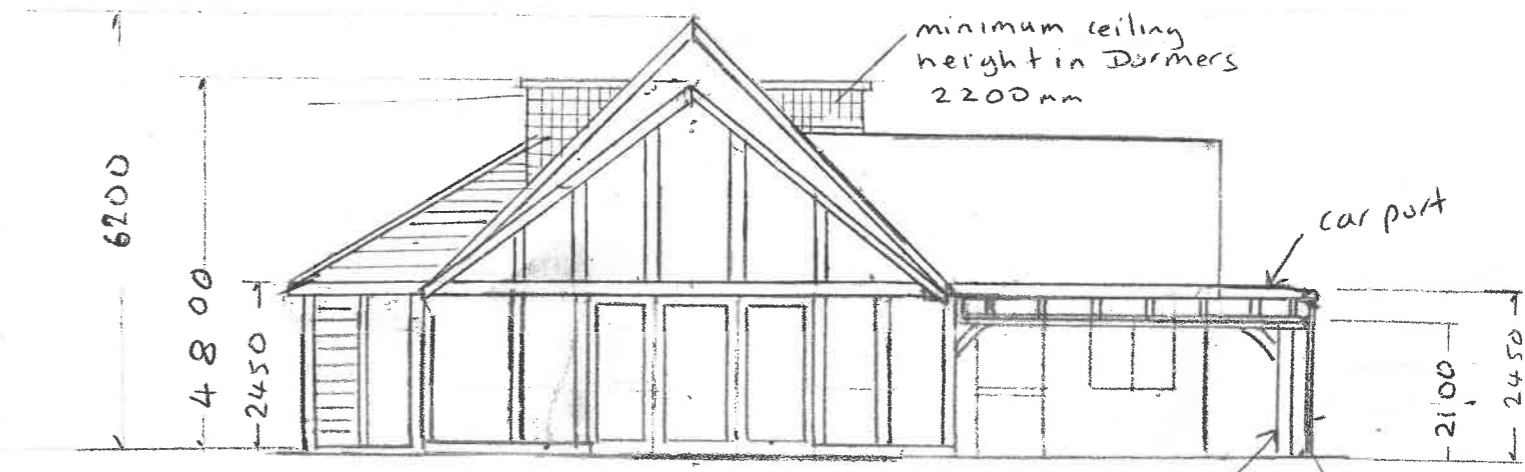 minimum ceiling
height in Dormers
2200mm
car port
6200
4800
2450
2100
2450